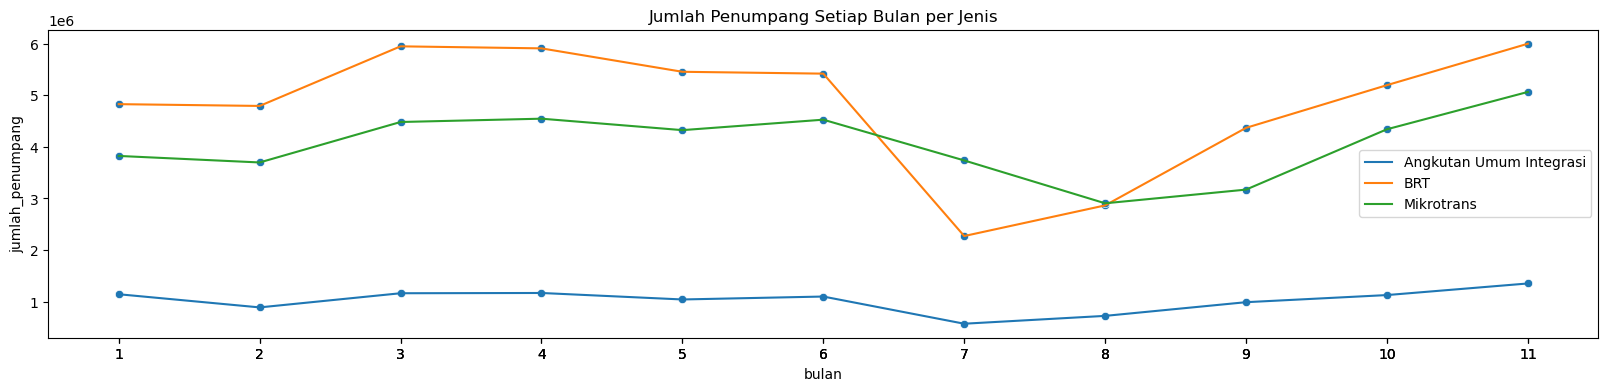 Jumlah Penumpang Setiap Bulan per Jenis
1e6
6
5
4
3
2
1
jumlah_penumpang
Angkutan Umum Integrasi
BRT
Mikrotrans
1 2 3 4 5 6 7 8 9 10 11
bulan